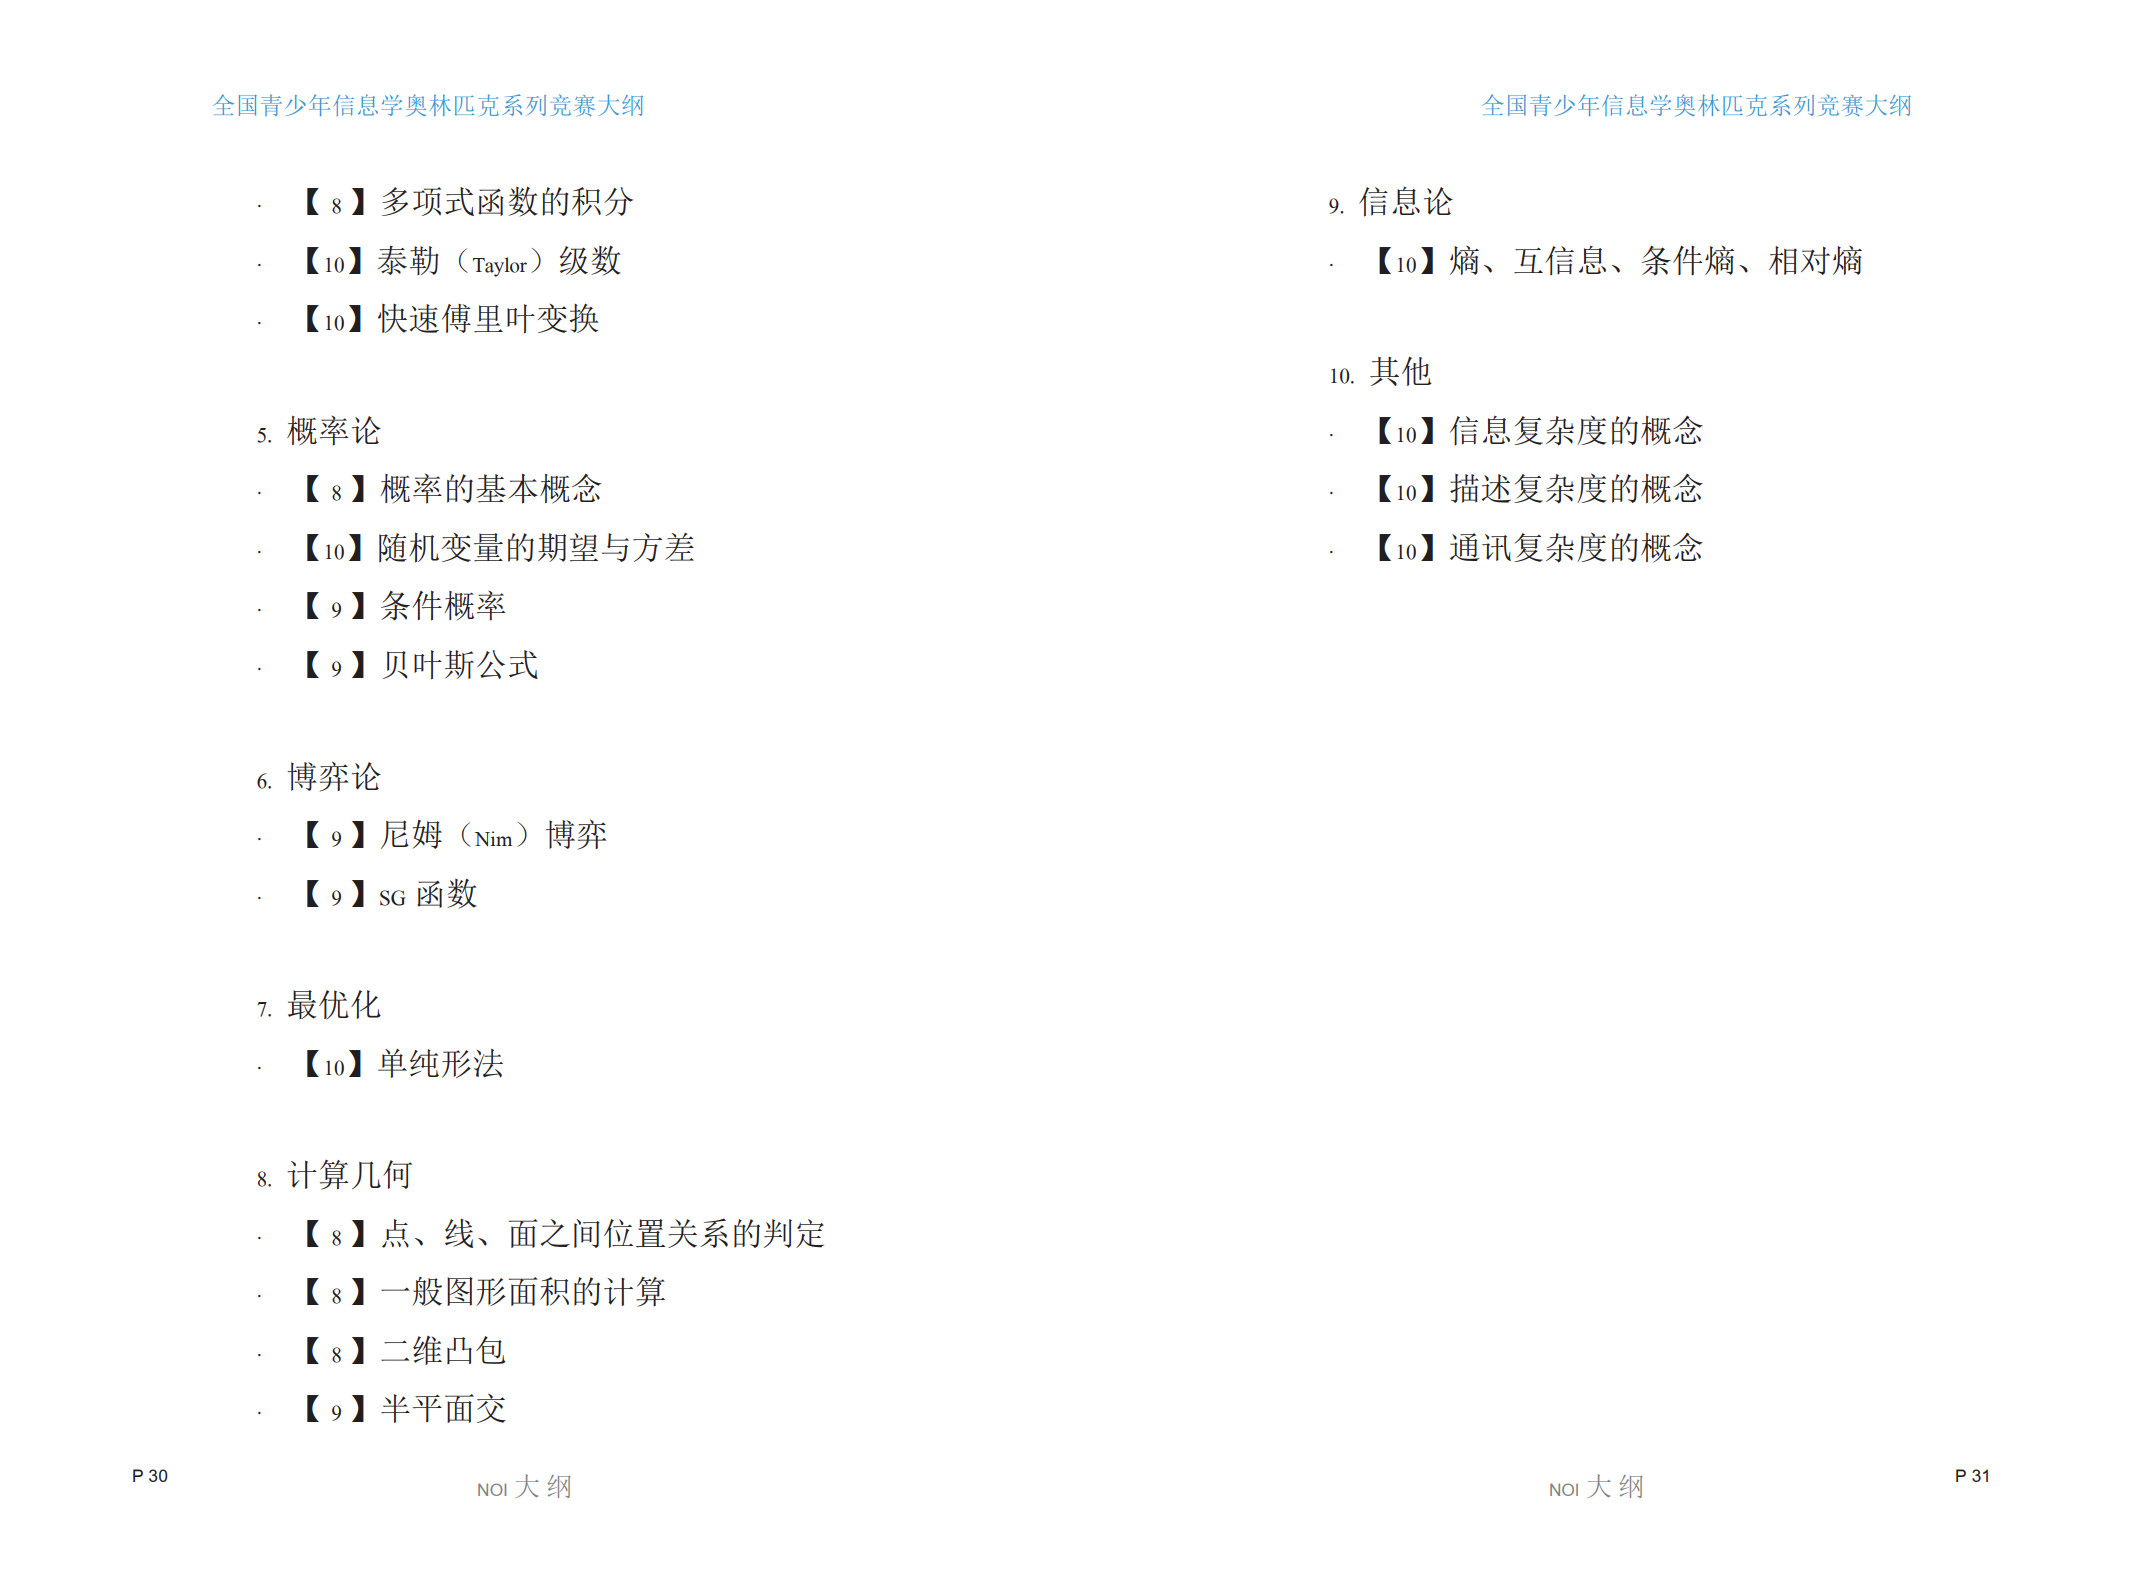 全国青少年信息学奥林匹克系列竞赛大纲
· 【 8 】多项式函数的积分
· 【10】泰勒（Taylor）级数
· 【10】快速傅里叶变换
5. 概率论
· 【 8 】概率的基本概念
· 【10】随机变量的期望与方差
· 【 9 】条件概率
· 【 9 】贝叶斯公式
6. 博弈论
· 【 9 】尼姆（Nim）博弈
· 【 9 】SG 函数
7. 最优化
· 【10】单纯形法
8. 计算几何
· 【 8 】点、线、面之间位置关系的判定
· 【 8 】一般图形面积的计算
· 【 8 】二维凸包
· 【 9 】半平面交
P 30
NOI 大 纲
全国青少年信息学奥林匹克系列竞赛大纲
9. 信息论
· 【10】熵、互信息、条件熵、相对熵
10. 其他
· 【10】信息复杂度的概念
· 【10】描述复杂度的概念
· 【10】通讯复杂度的概念
NOI 大 纲
P 31